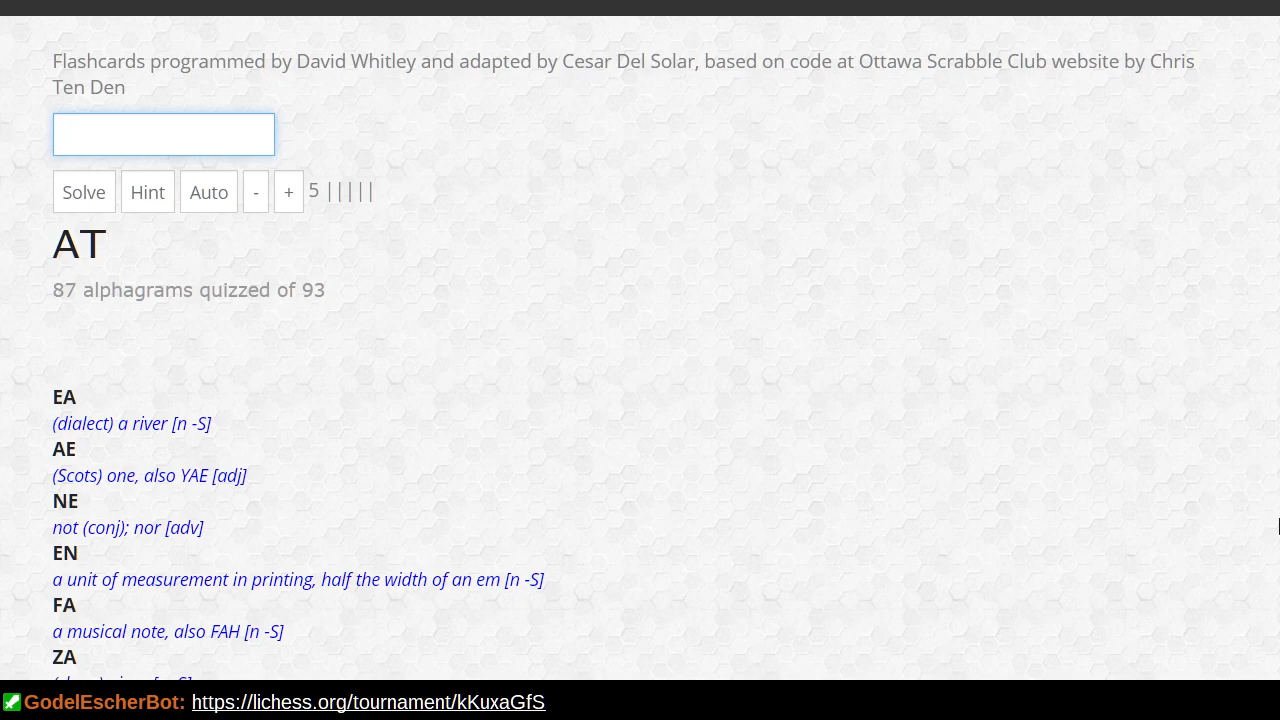 Flashcards programmed by David Whitley and adapted by Cesar Del Solar, based on code at Ottawa Scrabble Club website by Chris
Ten Den
Solve Hint Auto - + 5 |||||
AT
87 alphagrams quizzed of 93
EA
(dialect) a river [n -S]
AE
(Scots) one, also YAE [adj]
NE
not (conj); nor [adv]
EN
a unit of measurement in printing, half the width of an em [n -S]
FA
a musical note, also FAH [n -S]
ZA
GodelEscherBot: https://lichess.org/tournament/kKuxaGfS